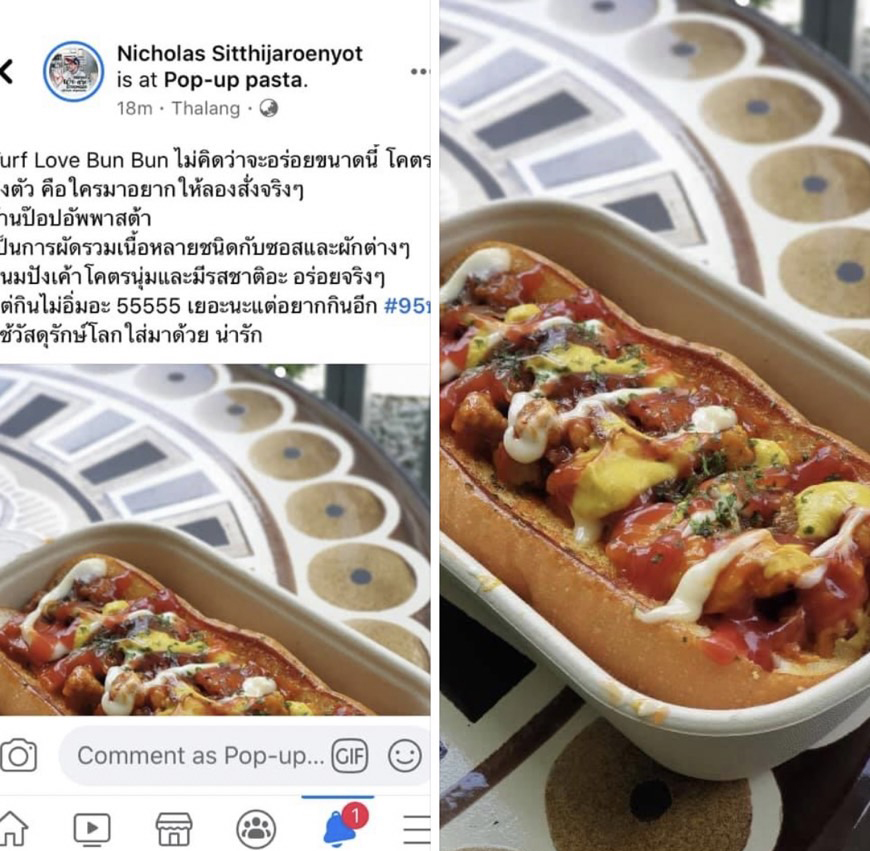 Nicholas Sitthijaroenyot
is at Pop-up pasta.
18m · Thalang ·
urf Love Bun Bun ไม่คิดว่าจะอร่อยขนาดนี้ โคตร
งตัว คือใครมาอยากให้ลองสั่งจริงๆ
านป๊อปอัพพาสต้า
ป็นการผัดรวมเนื้อหลายชนิดกับซอสและผักต่างๆ
นมปังเค้าโคตรนุ่มและมีรสชาติอะ อร่อยจริงๆ
ต่กินไม่อิ่มอะ 55555 เยอะนะแต่อยากกินอีก #95
ช้วัสดุรักษ์โลกใส่มาด้วย น่ารัก
Comment as Pop-up... GIF
1